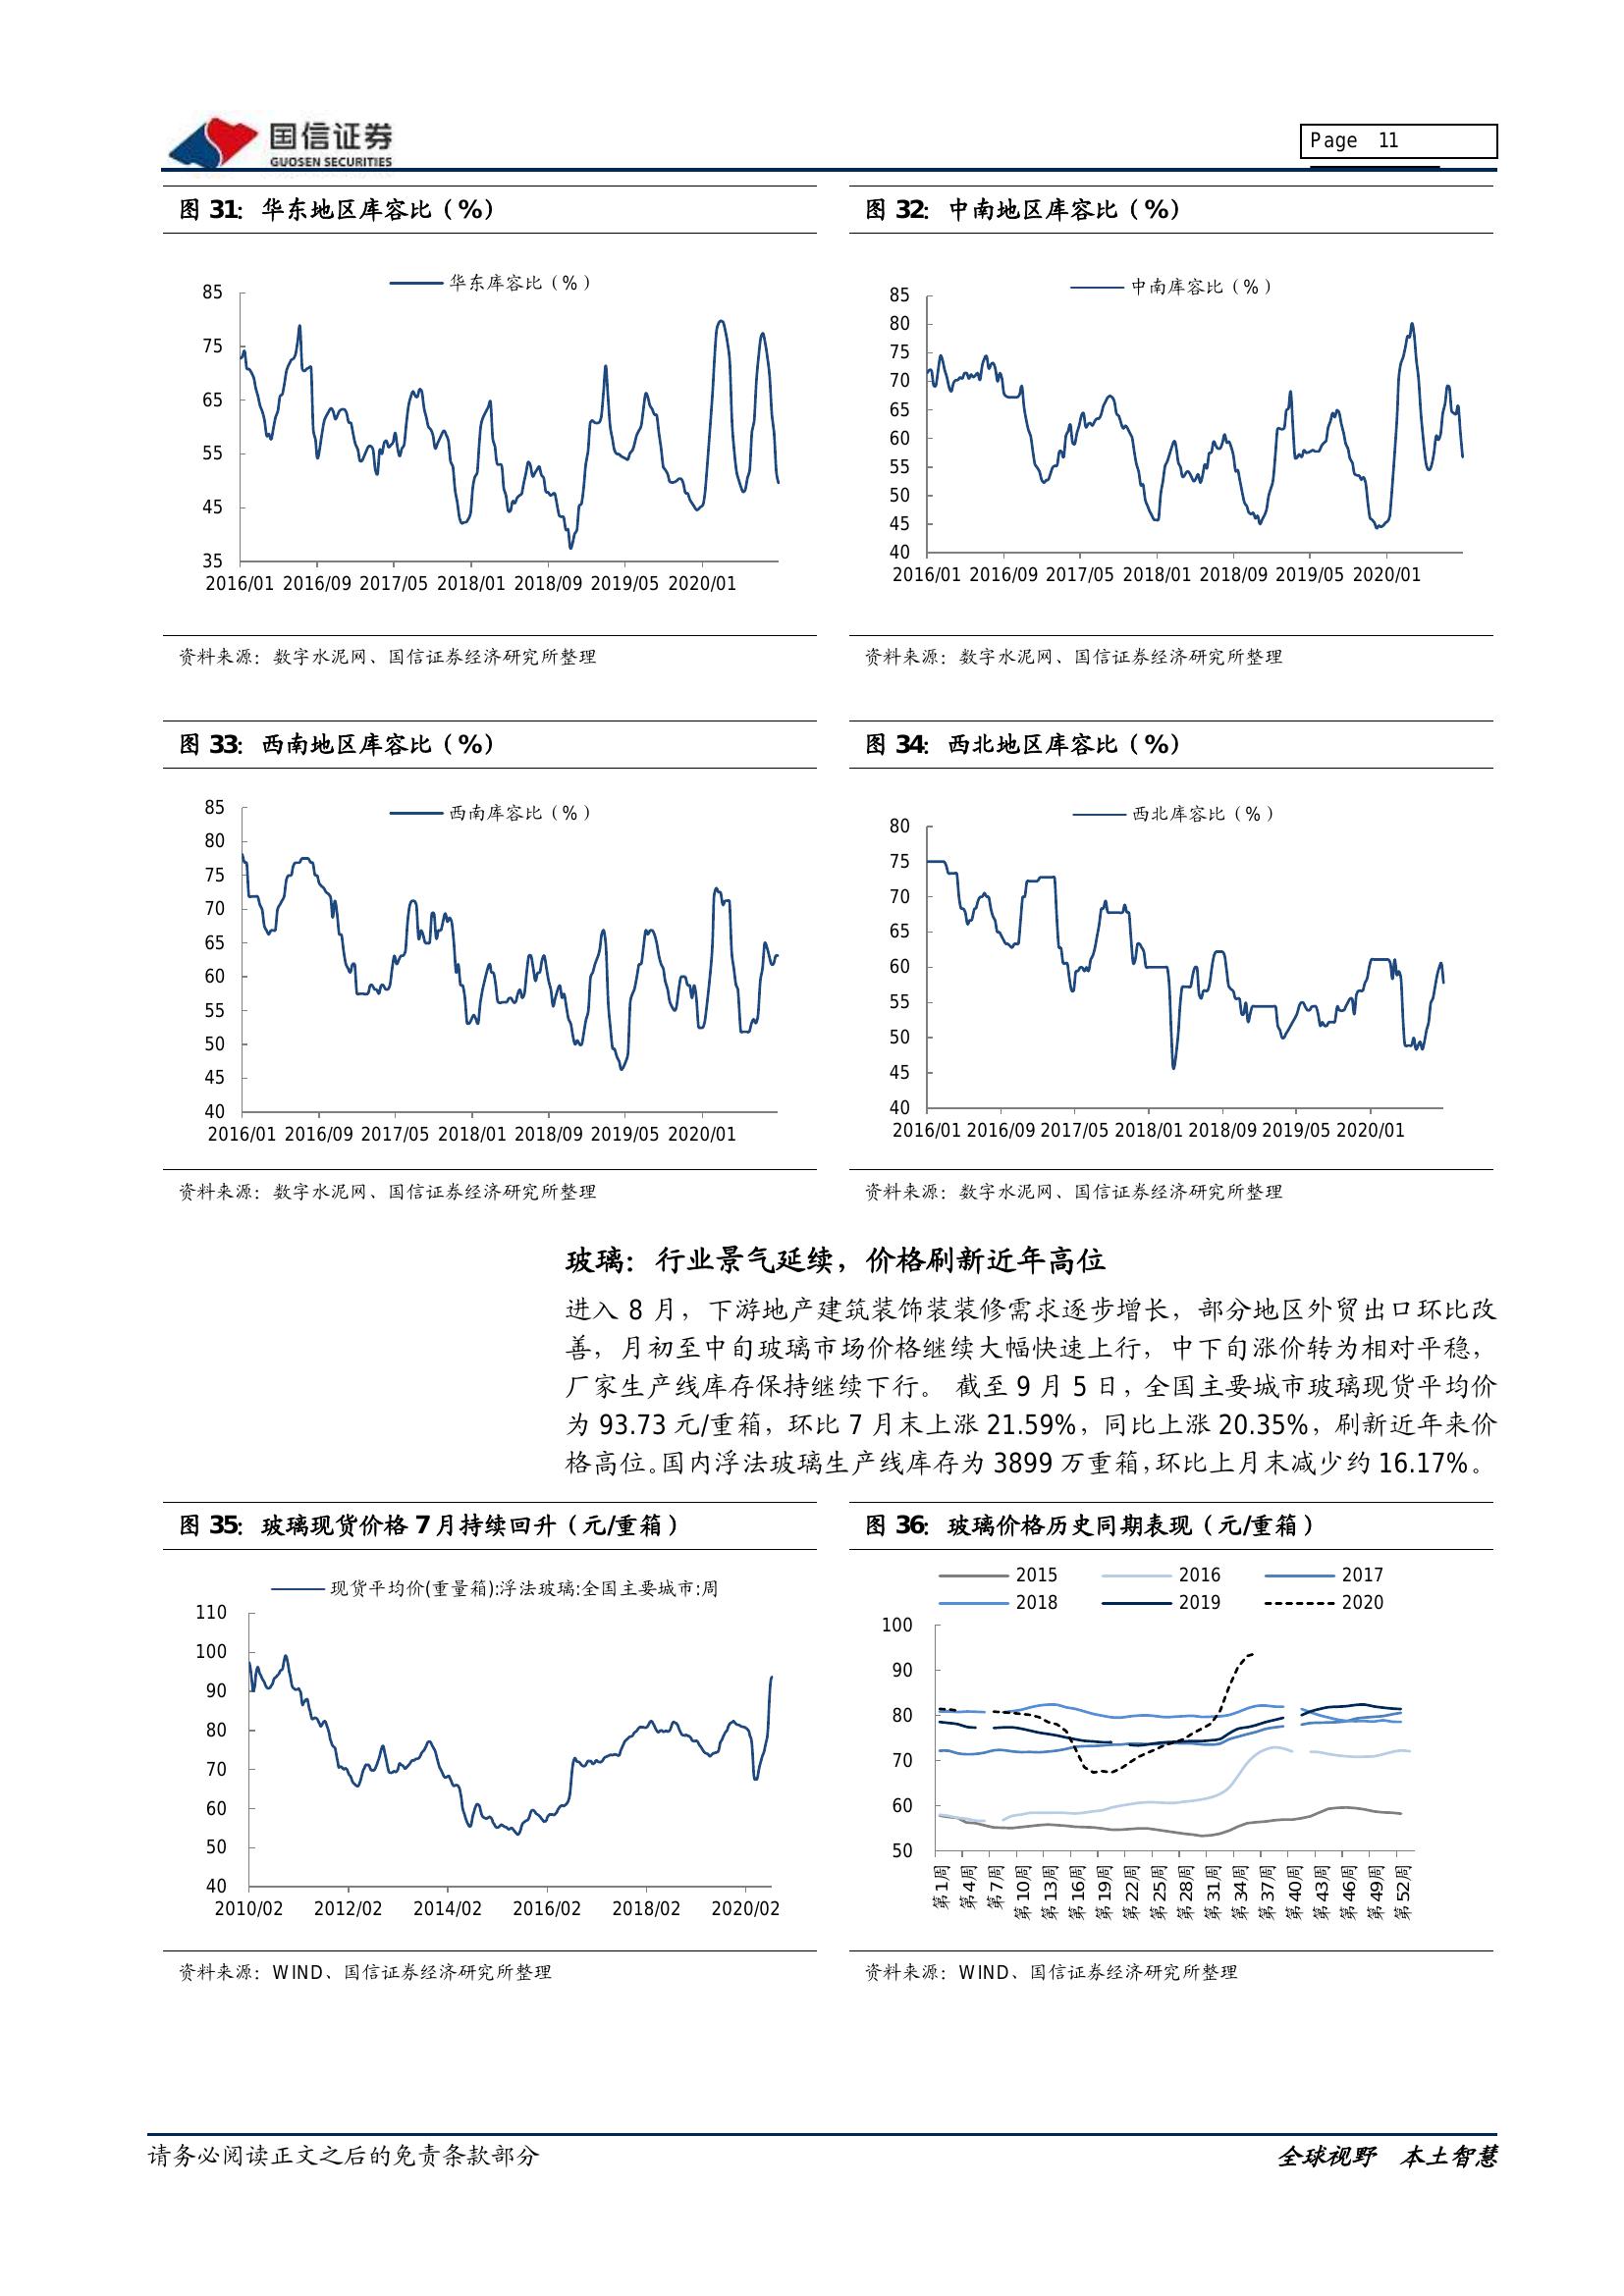 国信证券
GUOSEN SECURITIES
Page 11
图 31：华东地区库容比（%）
华东库容比（%）
85
75
65
55
45
35
2016/01 2016/09 2017/05 2018/01 2018/09 2019/05 2020/01
资料来源：数字水泥网、国信证券经济研究所整理
图 32：中南地区库容比（%）
中南库容比（%）
85
80
75
70
65
60
55
50
45
40
2016/01 2016/09 2017/05 2018/01 2018/09 2019/05 2020/01
资料来源：数字水泥网、国信证券经济研究所整理
图 33：西南地区库容比（%）
西南库容比（%）
85
80
75
70
65
60
55
50
45
40
2016/01 2016/09 2017/05 2018/01 2018/09 2019/05 2020/01
资料来源：数字水泥网、国信证券经济研究所整理
图 34：西北地区库容比（%）
西北库容比（%）
80
75
70
65
60
55
50
45
40
2016/01 2016/09 2017/05 2018/01 2018/09 2019/05 2020/01
资料来源：数字水泥网、国信证券经济研究所整理
玻璃：行业景气延续，价格刷新近年高位
进入 8 月，下游地产建筑装饰装装修需求逐步增长，部分地区外贸出口环比改
善，月初至中旬玻璃市场价格继续大幅快速上行，中下旬涨价转为相对平稳，
厂家生产线库存保持继续下行。 截至 9 月 5 日，全国主要城市玻璃现货平均价
为 93.73 元/重箱，环比 7 月末上涨 21.59%，同比上涨 20.35%，刷新近年来价
格高位。国内浮法玻璃生产线库存为 3899 万重箱，环比上月末减少约 16.17%。
图 35：玻璃现货价格 7 月持续回升（元/重箱）
现货平均价(重量箱):浮法玻璃:全国主要城市:周
110
100
90
80
70
60
50
40
2010/02 2012/02 2014/02 2016/02 2018/02 2020/02
资料来源：WIND、国信证券经济研究所整理
图 36：玻璃价格历史同期表现（元/重箱）
2015 2016 2017
2018 2019 2020
100
90
80
70
60
50
第1周 第4周 第7周 第10周 第13周 第16周 第19周 第22周 第25周 第28周 第31周 第34周 第37周 第40周 第43周 第46周 第49周 第52周
资料来源：WIND、国信证券经济研究所整理
请务必阅读正文之后的免责条款部分
全球视野 本土智慧